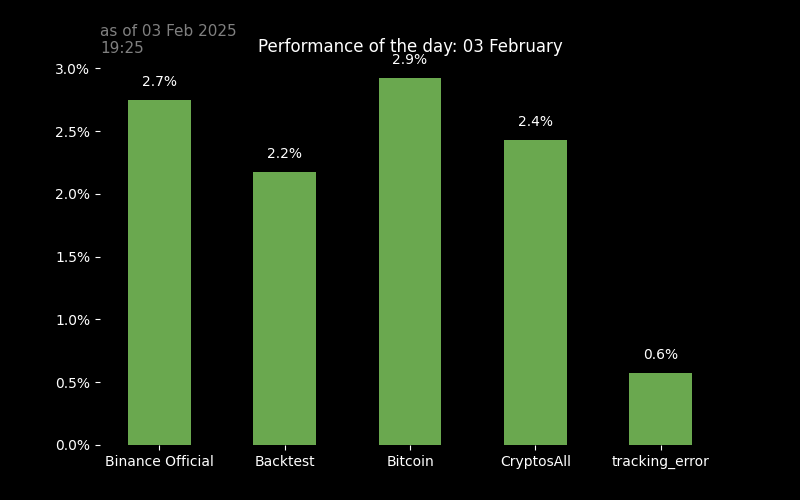 as of 03 Feb 2025
19:25
Performance of the day: 03 February
3.0%
2.5%
2.0%
1.5%
1.0%
0.5%
0.0%
2.7%
2.2%
2.9%
2.4%
0.6%
Binance Official
Backtest
Bitcoin
CryptosAll
tracking_error